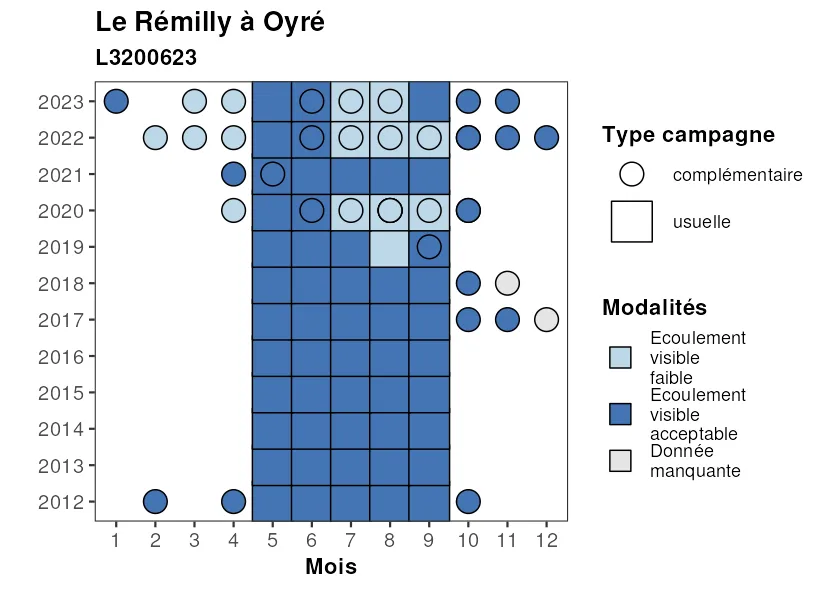 Le Rémilly à Oyré
L3200623
2023
2022
2021
2020
2019
2018
2017
2016
2015
2014
2013
2012
1 2 3 4 5 6 7 8 9 10 11 12
Mois
Type campagne
complémentaire
usuelle
Modalités
Ecoulement
visible
faible
Ecoulement
visible
acceptable
Donnée
manquante